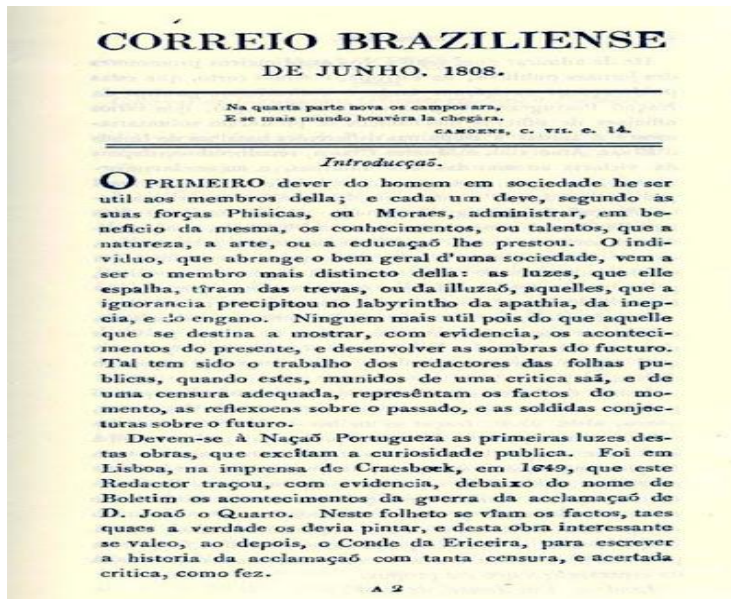 CORREIO BRAZILIENSE
DE JUNHO. 1808.
Na quarta parte nova os campos ara,
E se mais mundo houvéra la chegára.
CAMOENS, C. VII. e. 14.
Introducçaõ.
O PRIMEIRO dever do homem em sociedade he ser
util aos membros della; e cada um deve, segundo as
suas forças Phisicas, ou Moraes, administrar, em be-
neficio da mesma, os conhecimentos, ou talentos, que a
natureza, a arte, ou a educaçaõ lhe prestou. O indi-
viduo, que abrange o bem geral d'uma sociedade, vem a
ser o membro mais distincto della: as luzes, que elle
espalha, tîram das trevas, ou da illuzaõ, aquelles, que a
ignorancia precipitou no labyrintho da apathia, da inep-
cia, e do engano. Ninguem mais util pois do que aquelle
que se destina a mostrar, com evidencia, os aconteci-
mentos do presente, e desenvolver as sombras do fucturo.
Tal tem sido o trabalho dos redactores das folhas pu-
blicas, quando estes, munidos de uma critica saã, e de
uma censura adequada, represêntam os factos do mo-
mento, as reflexoens sobre o passado, e as soldidas conjec-
turas sobre o futuro.
Devem-se à Naçaõ Portugueza as primeiras luzes des-
tas obras, que excîtam a curiosidade publica. Foi em
Lisboa, na imprensa de Craesbeck, em 1649, que este
Redactor traçou, com evidencia, debaixo do nome de
Boletim os acontecimentos da guerra da acclamaçaõ de
D. Joaõ o Quarto. Neste folheto se vîam os factos, taes
quaes a verdade os devia pintar, e desta obra interessante
se valeo, ao depois, o Conde da Ericeira, para escrever
a historia da acclamaçaõ com tanta censura, e acertada
critica, como fez.
A 2